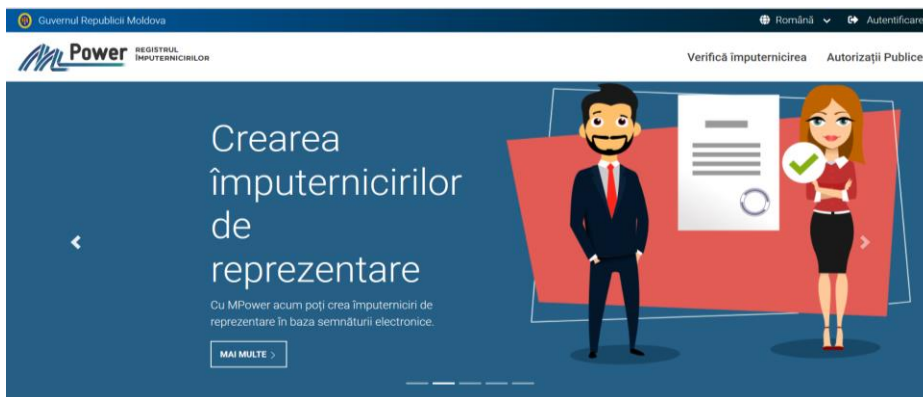 Guvernul Republicii Moldova
Română
Autentificare
MPower REGISTRUL
ÎMPUTERNICIRILOR
Verifică împuternicirea
Autorizații Publice
Crearea
împuternicirilor
de
reprezentare
Cu MPower acum poți crea împuterniciri de
reprezentare în baza semnăturii electronice.
MAI MULTE